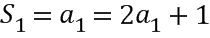 S₁ = a₁ = 2a₁ + 1